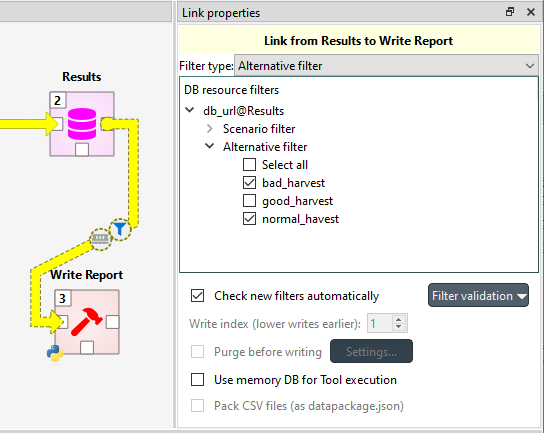 Link properties
Link from Results to Write Report
Filter type: Alternative filter
DB resource filters
db_url@Results
Scenario filter
Alternative filter
Select all
bad_harvest
good_harvest
normal_havest
Check new filters automatically
Filter validation
Write index (lower writes earlier): 1
Purge before writing
Settings...
Use memory DB for Tool execution
Pack CSV files (as datapackage.json)
Results
2
Write Report
3